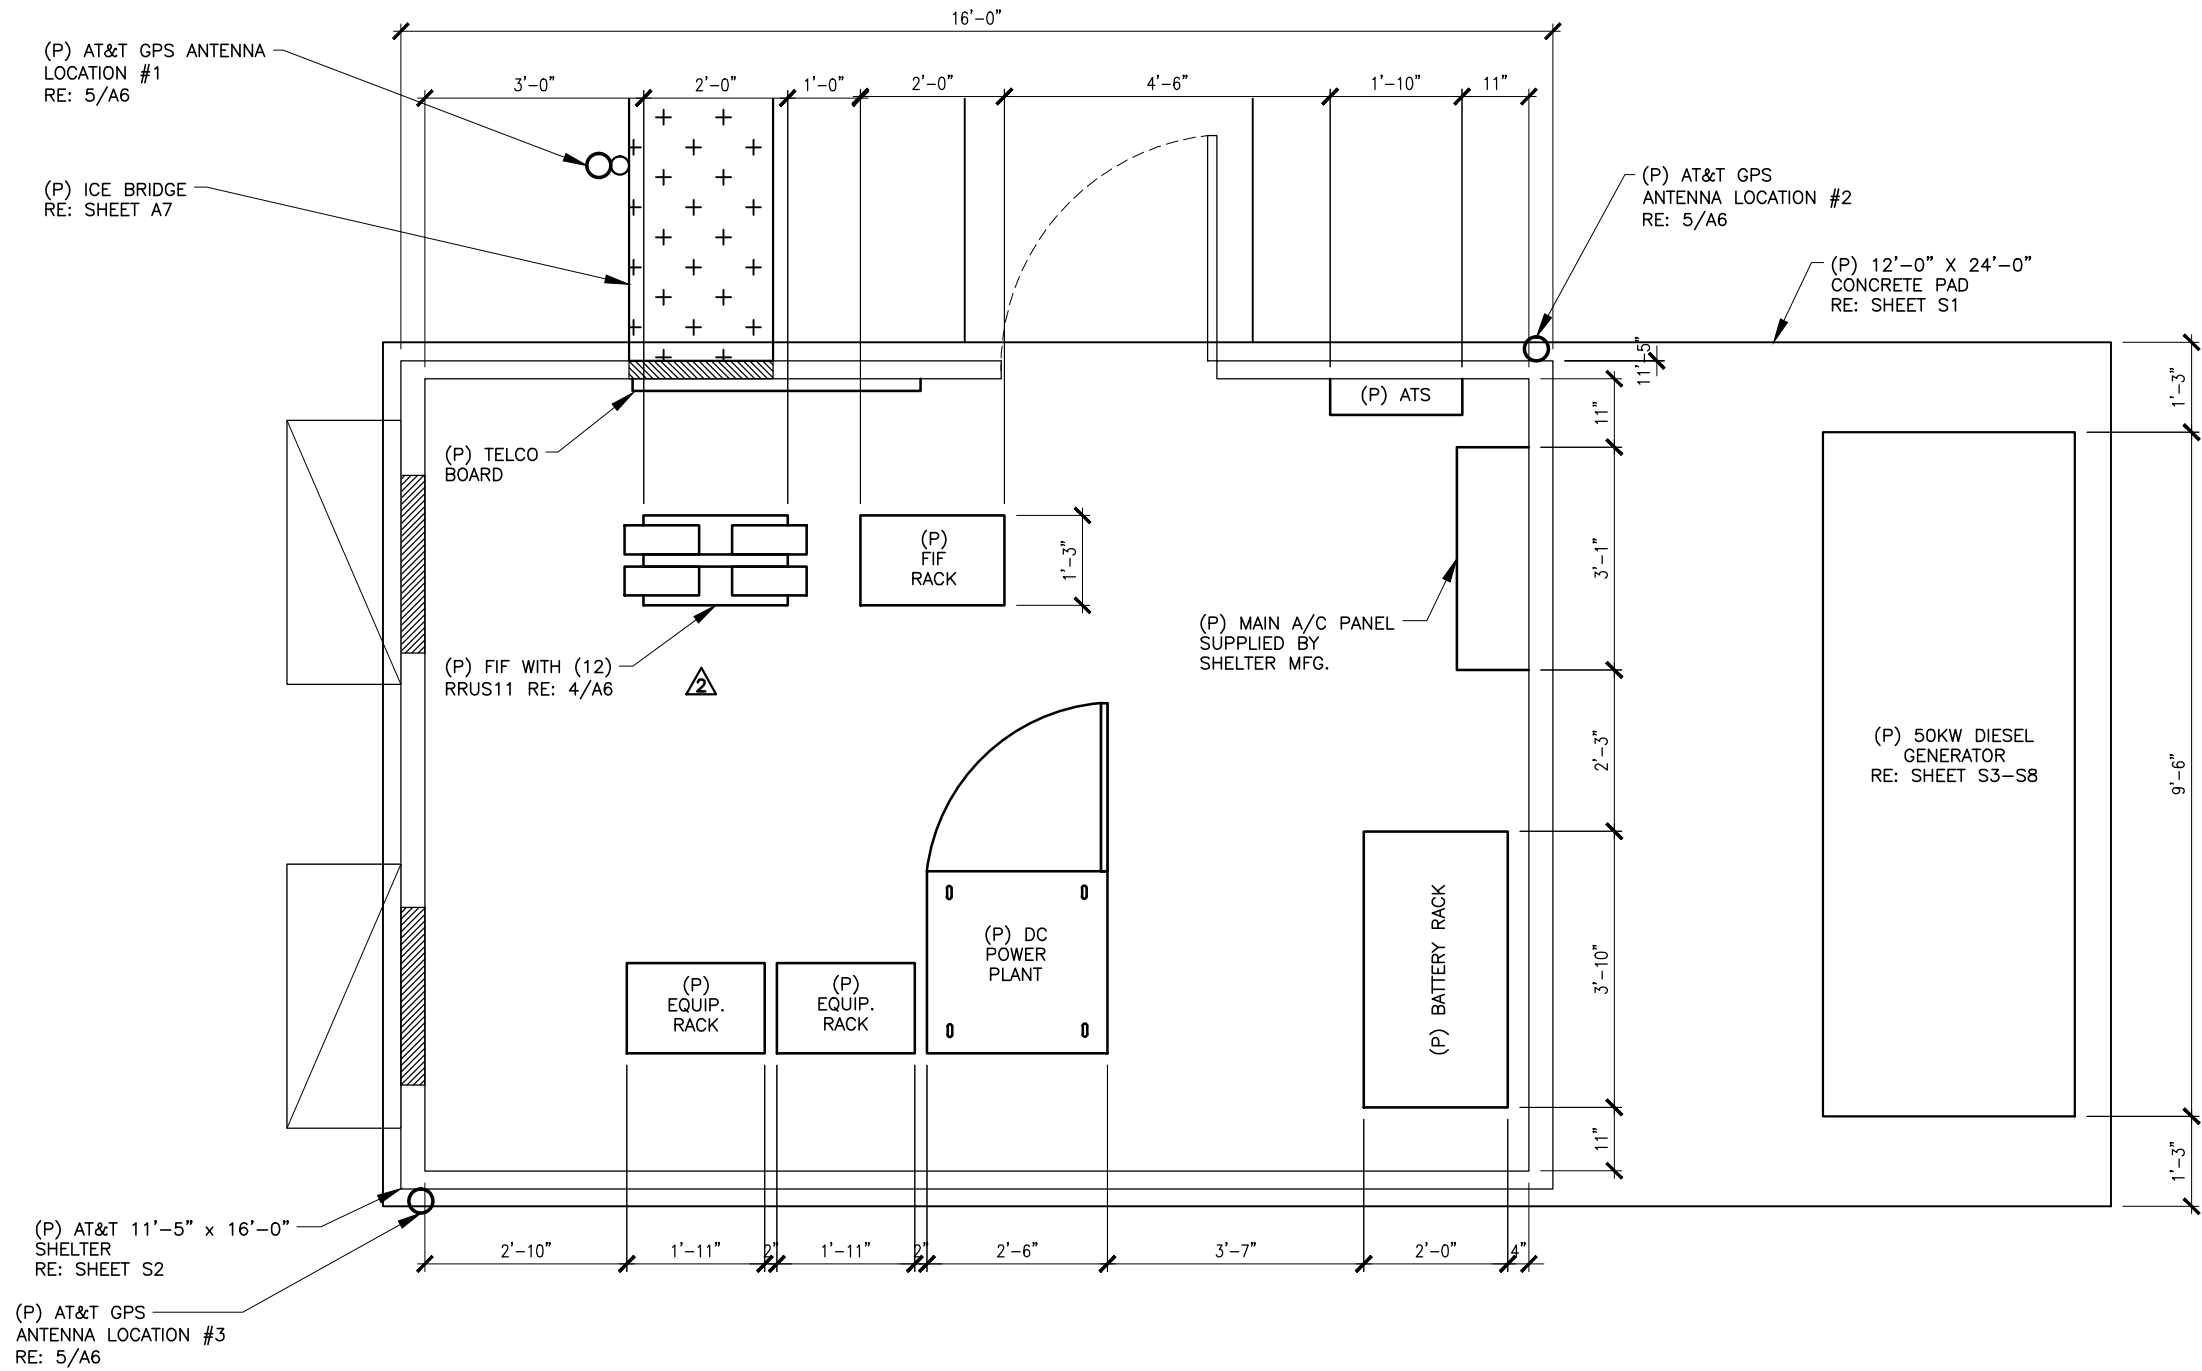 16'-0"
(P) AT&T GPS ANTENNA
LOCATION #1
RE: 5/A6
3'-0"
2'-0"
1'-0"
2'-0"
4'-6"
1'-10"
11"
(P) ICE BRIDGE
RE: SHEET A7
(P) AT&T GPS
ANTENNA LOCATION #2
RE: 5/A6
(P) 12'-0" X 24'-0"
CONCRETE PAD
RE: SHEET S1
11'-5"
1'-3"
(P) ATS
11"
(P) TELCO
BOARD
(P)
FIF
RACK
1'-3"
3'-1"
(P) MAIN A/C PANEL
SUPPLIED BY
SHELTER MFG.
(P) FIF WITH (12)
RRUS11 RE: 4/A6
2
2'-3"
(P) 50KW DIESEL
GENERATOR
RE: SHEET S3-S8
9'-6"
(P) DC
POWER
PLANT
(P) BATTERY RACK
3'-10"
(P)
EQUIP.
RACK
(P)
EQUIP.
RACK
11"
1'-3"
(P) AT&T 11'-5" x 16'-0"
SHELTER
RE: SHEET S2
2'-10"
1'-11"
2"
1'-11"
2"
2'-6"
3'-7"
2'-0"
4"
(P) AT&T GPS
ANTENNA LOCATION #3
RE: 5/A6